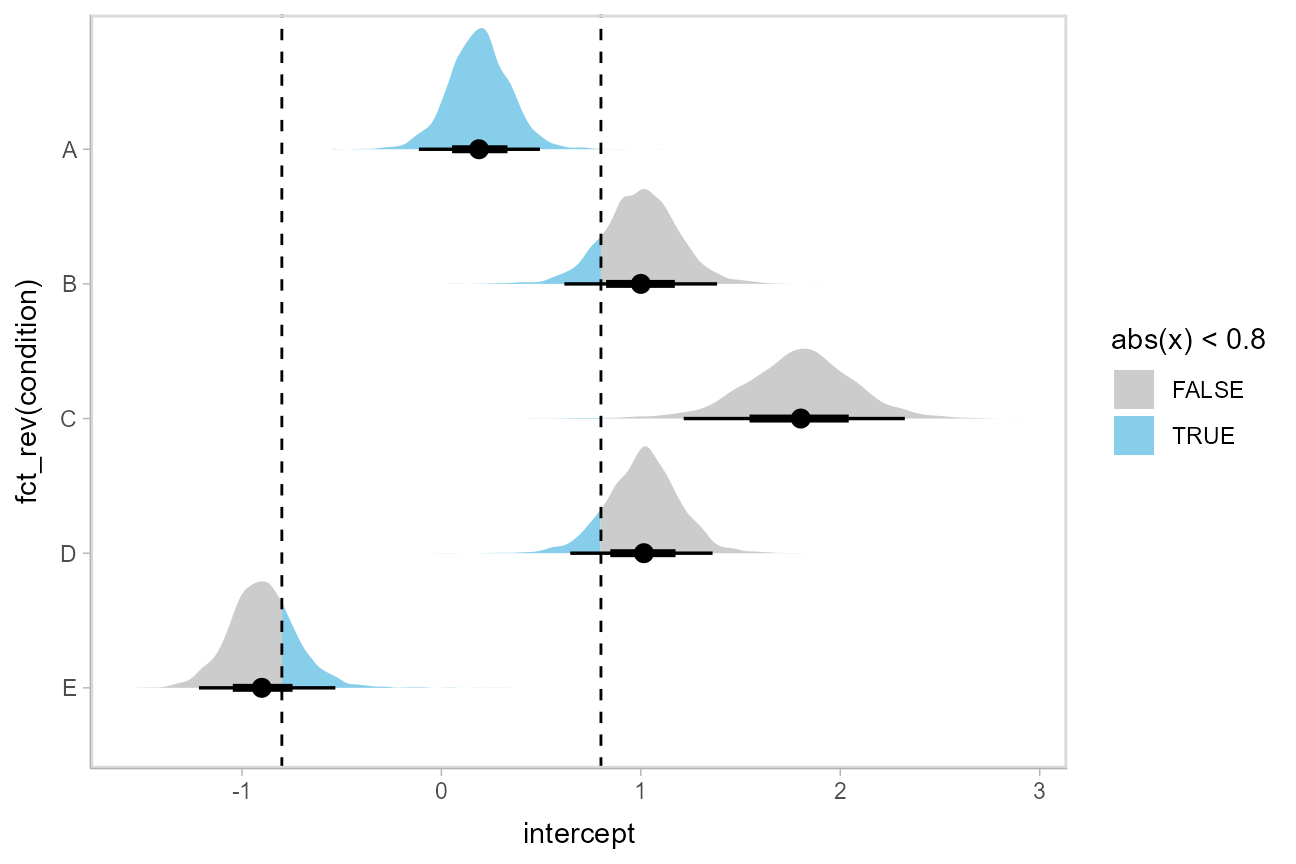 fct_rev(condition)
A
B
C
D
E
-1 0 1 2 3
intercept
abs(x) < 0.8
FALSE
TRUE